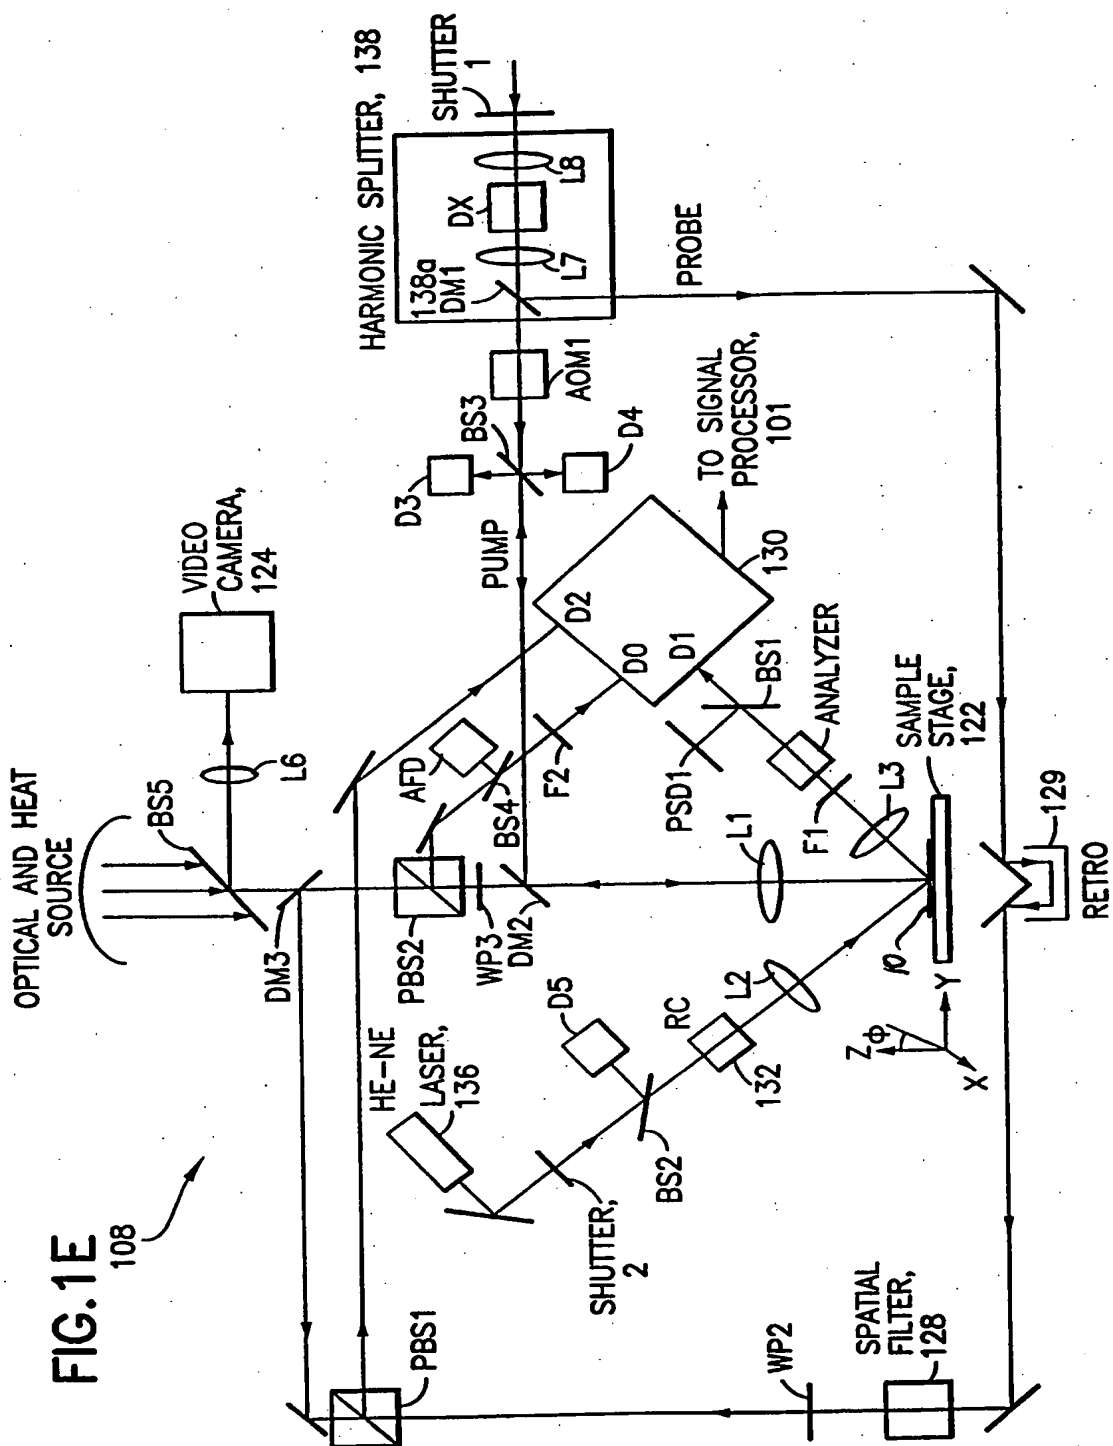 FIG.1E
108
OPTICAL AND HEAT
SOURCE
BS5
VIDEO
CAMERA,
124
L6
DM3
HARMONIC SPLITTER, 138
SHUTTER
1
138a
DM1
DX
L7
L8
AOM1
PROBE
D3
BS3
D4
PUMP
PBS2
WP3
DM2
AFD
BS4
F2
D2
D0
D1
130
TO SIGNAL
PROCESSOR,
101
HE-NE
LASER,
136
SHUTTER,
2
D5
BS2
RC
132
L2
L1
PSD1
BS1
ANALYZER
F1
L3
SAMPLE
STAGE,
122
10
Z
Φ
Y
X
129
RETRO
PBS1
WP2
SPATIAL
FILTER,
128